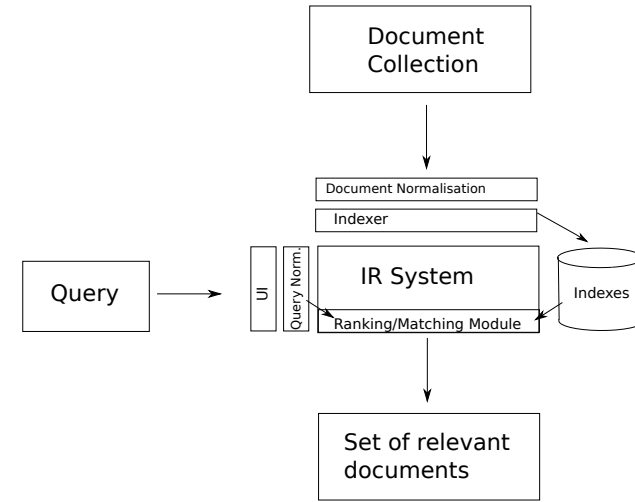 Document
Collection
Document Normalisation
Indexer
IR System
UI
Query Norm.
Query
Ranking/Matching Module
Indexes
Set of relevant
documents